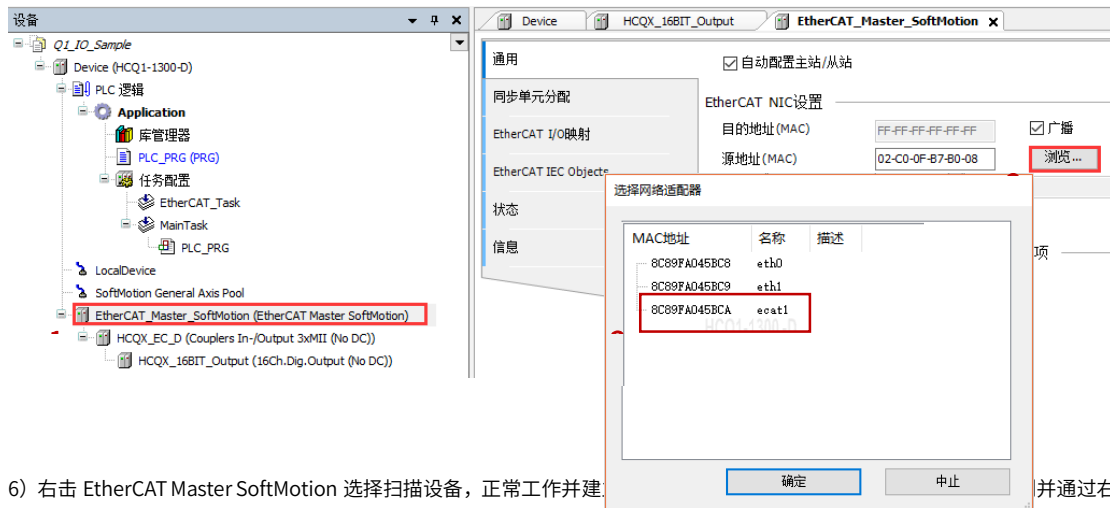 设备
Q1_IO_Sample
Device (HCQ1-1300-D)
PLC 逻辑
Application
库管理器
PLC_PRG (PRG)
任务配置
EtherCAT_Task
MainTask
PLC_PRG
LocalDevice
SoftMotion General Axis Pool
EtherCAT_Master_SoftMotion (EtherCAT Master SoftMotion)
HCQX_EC_D (Couplers In-/Output 3xMII (No DC))
HCQX_16BIT_Output (16Ch.Dig.Output (No DC))
Device HCQX_16BIT_Output EtherCAT_Master_SoftMotion
通用
同步单元分配
EtherCAT I/O映射
EtherCAT IEC Objects
状态
信息
自动配置主站/从站
EtherCAT NIC设置
目的地址(MAC) FF-FF-FF-FF-FF-FF 广播
源地址(MAC) 02-C0-0F-B7-B0-08 浏览...
项
选择网络适配器
MAC地址 名称 描述
8C89FA045BC8 eth0
8C89FA045BC9 eth1
8C89FA045BCA ecat1
HCQ1-1300-D
确定 中止
6）右击 EtherCAT Master SoftMotion 选择扫描设备，正常工作并建 并通过右